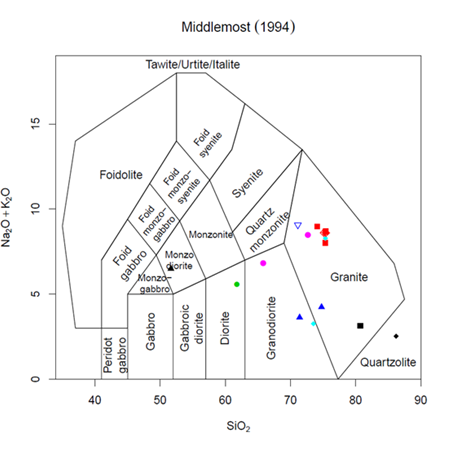 Middlemost (1994)
Tawite/Urtite/Italite
Foid
syenite
Foidolite
Foid
monzo–
syenite
Syenite
Foid
monzo–
gabbro
Monzonite
Quartz
monzonite
Foid
gabbro
Monzo
diorite
Monzo–
gabbro
Granite
Peridot
gabbro
Gabbro
Gabbroic
diorite
Diorite
Granodiorite
Quartzolite
Na2O + K2O
0
5
10
15
40
50
60
70
80
90
SiO2